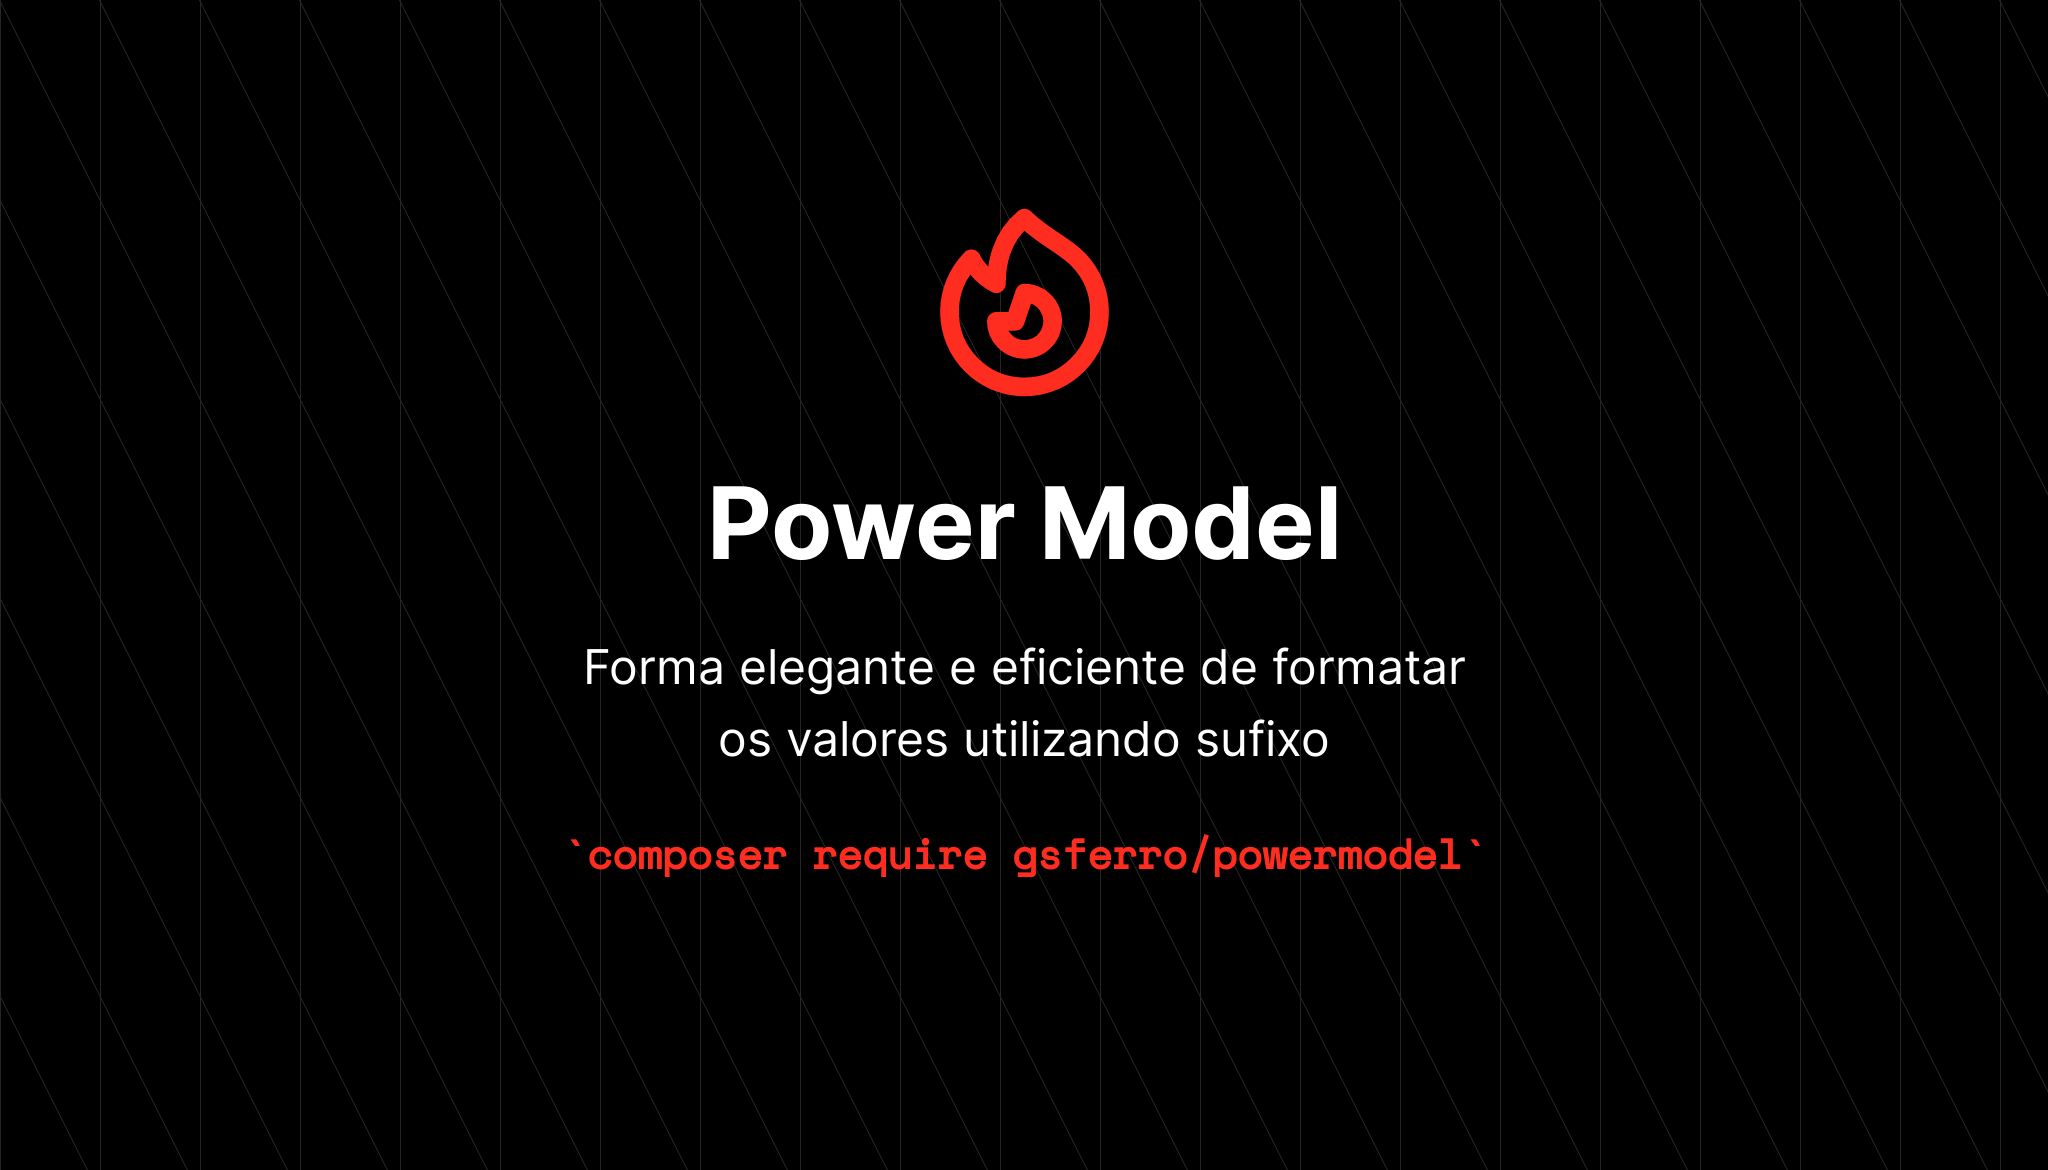 Power Model
Forma elegante e eficiente de formatar
os valores utilizando sufixo
`composer require gsferro/powermodel`